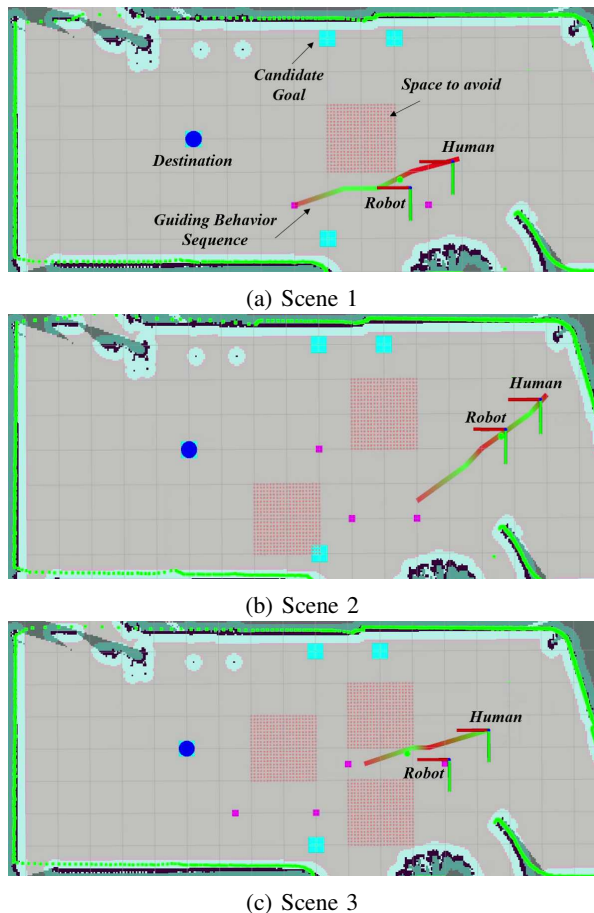 Candidate
Goal
Space to avoid
Human
Destination
Guiding Behavior
Sequence
Robot
(a) Scene 1
Human
Robot
(b) Scene 2
Human
Robot
(c) Scene 3